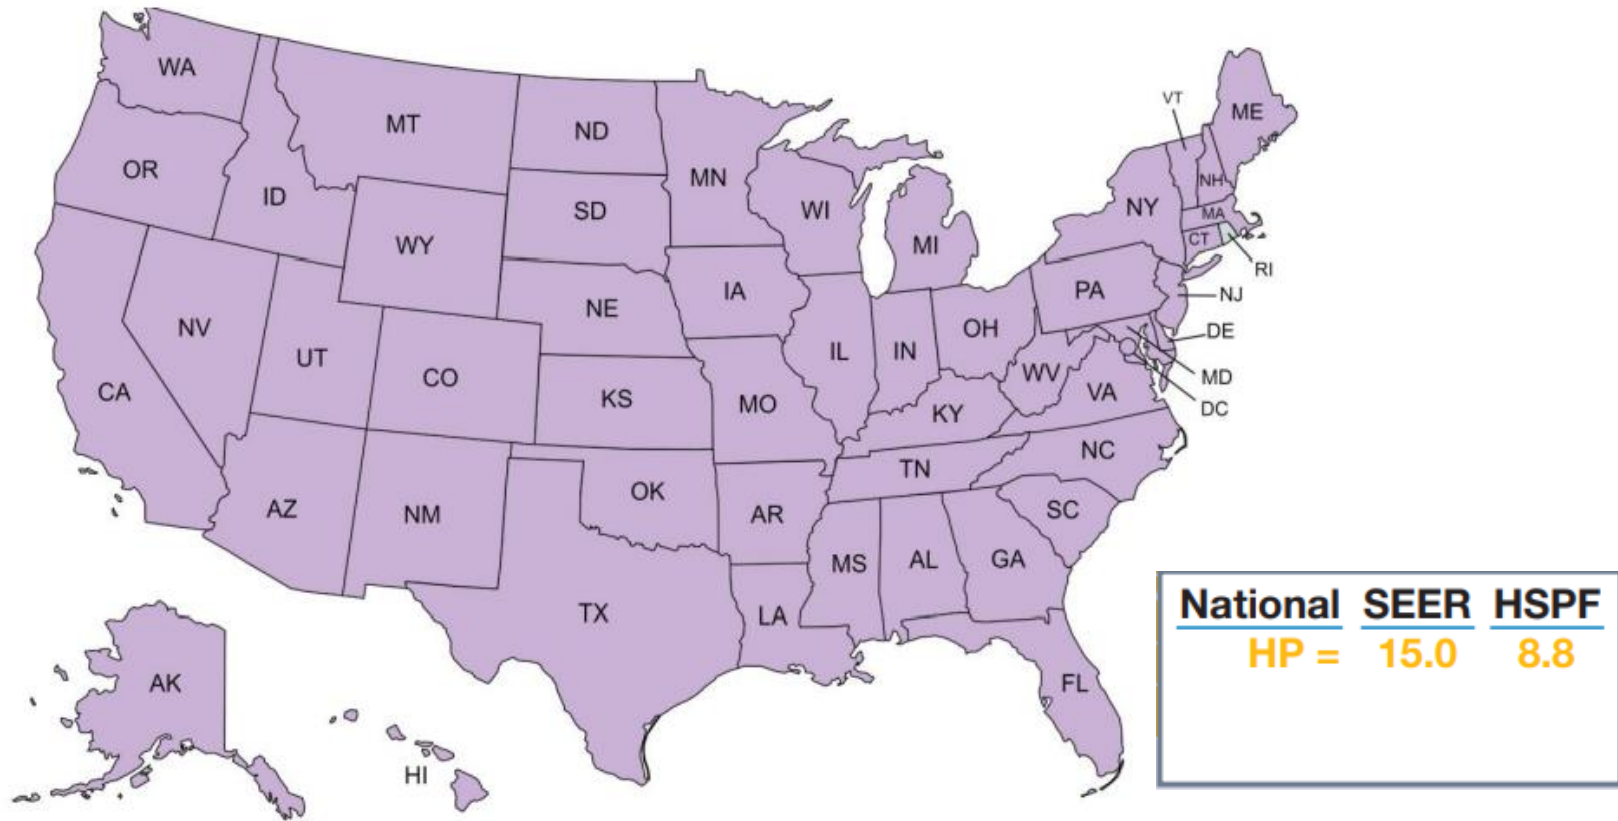 WA
MT
ND
MN
OR
ID
SD
WI
WY
MI
IA
NE
NV
UT
CO
CA
KS
MO
IL
IN
OH
PA
NY
VT
ME
NH
MA
CT
RI
NJ
DE
MD
DC
WV
VA
KY
NC
TN
SC
AZ
NM
OK
AR
MS
AL
GA
TX
LA
FL
AK
HI
National SEER HSPF
HP = 15.0 8.8